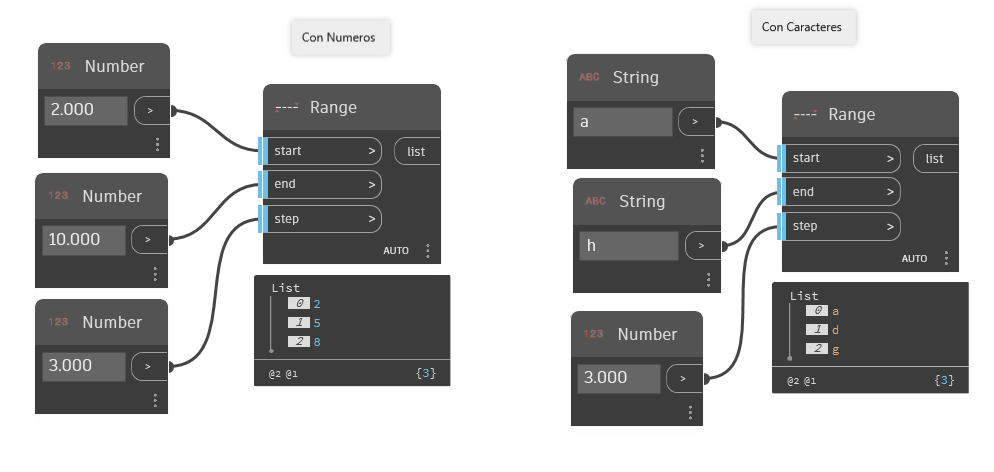 Con Numeros
123 Number
2.000 >
---- Range
start > list
end >
step >
AUTO
123 Number
10.000 >
123 Number
3.000 >
List
0 2
1 5
2 8
@2 @1 {3}
Con Caracteres
ABC String
a >
---- Range
start > list
end >
step >
AUTO
ABC String
h >
123 Number
3.000 >
List
0 a
1 d
2 g
@2 @1 {3}